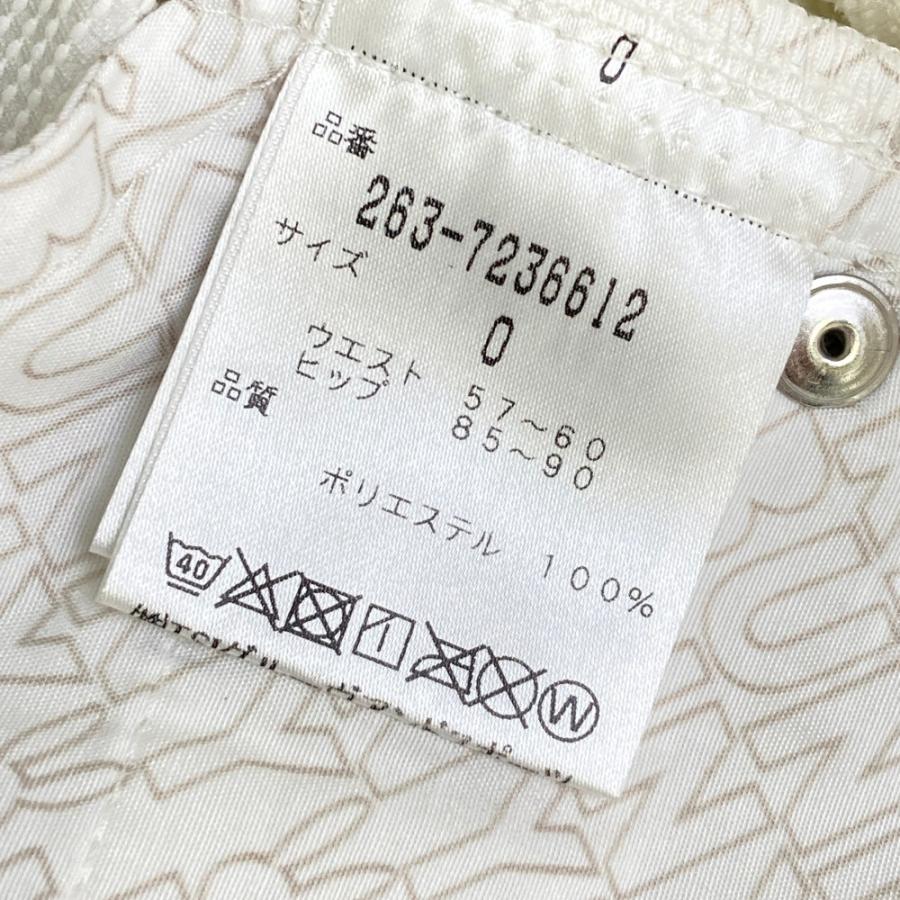 0
品番
263-7236612
サイズ
0
ウエスト 57～60
ヒップ 85～90
品質
ポリエステル 100%
40
W